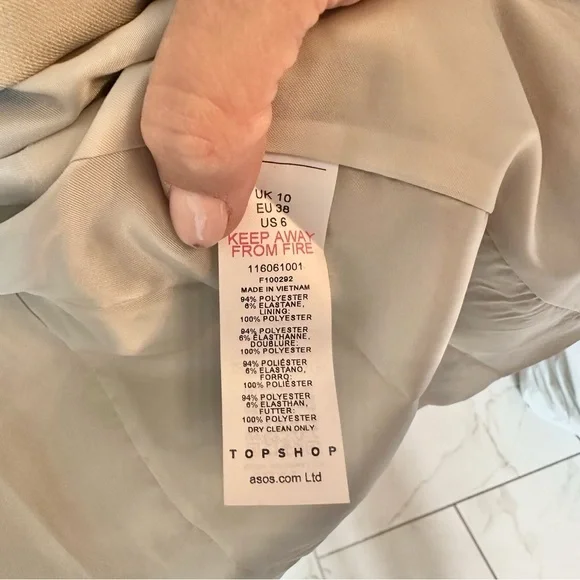 UK 10
EU 38
US 6
KEEP AWAY
FROM FIRE
116061001
F100292
MADE IN VIETNAM
94% POLYESTER
6% ELASTANE,
LINING:
100% POLYESTER
94% POLYESTER
6% ÉLASTHANNE,
DOUBLURE:
100% POLYESTER
94% POLIÉSTER
6% ELASTANO,
FORRO:
100% POLIÉSTER
94% POLYESTER
6% ELASTHAN,
FUTTER:
100% POLYESTER
DRY CLEAN ONLY
TOPSHOP
asos.com Ltd